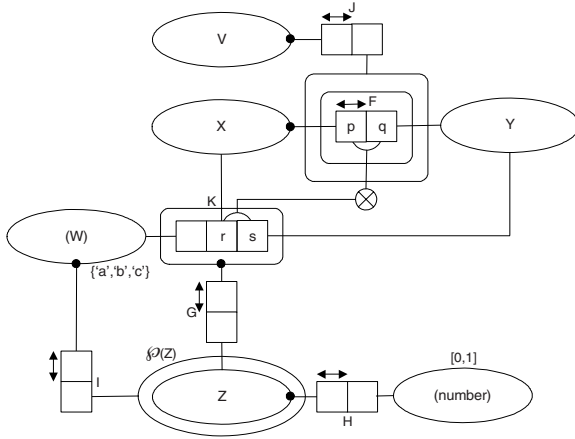 J
V
F
X
p q
Y
K
(W)
r s
{'a','b','c'}
G
℘(Z)
[0,1]
I
Z
(number)
H